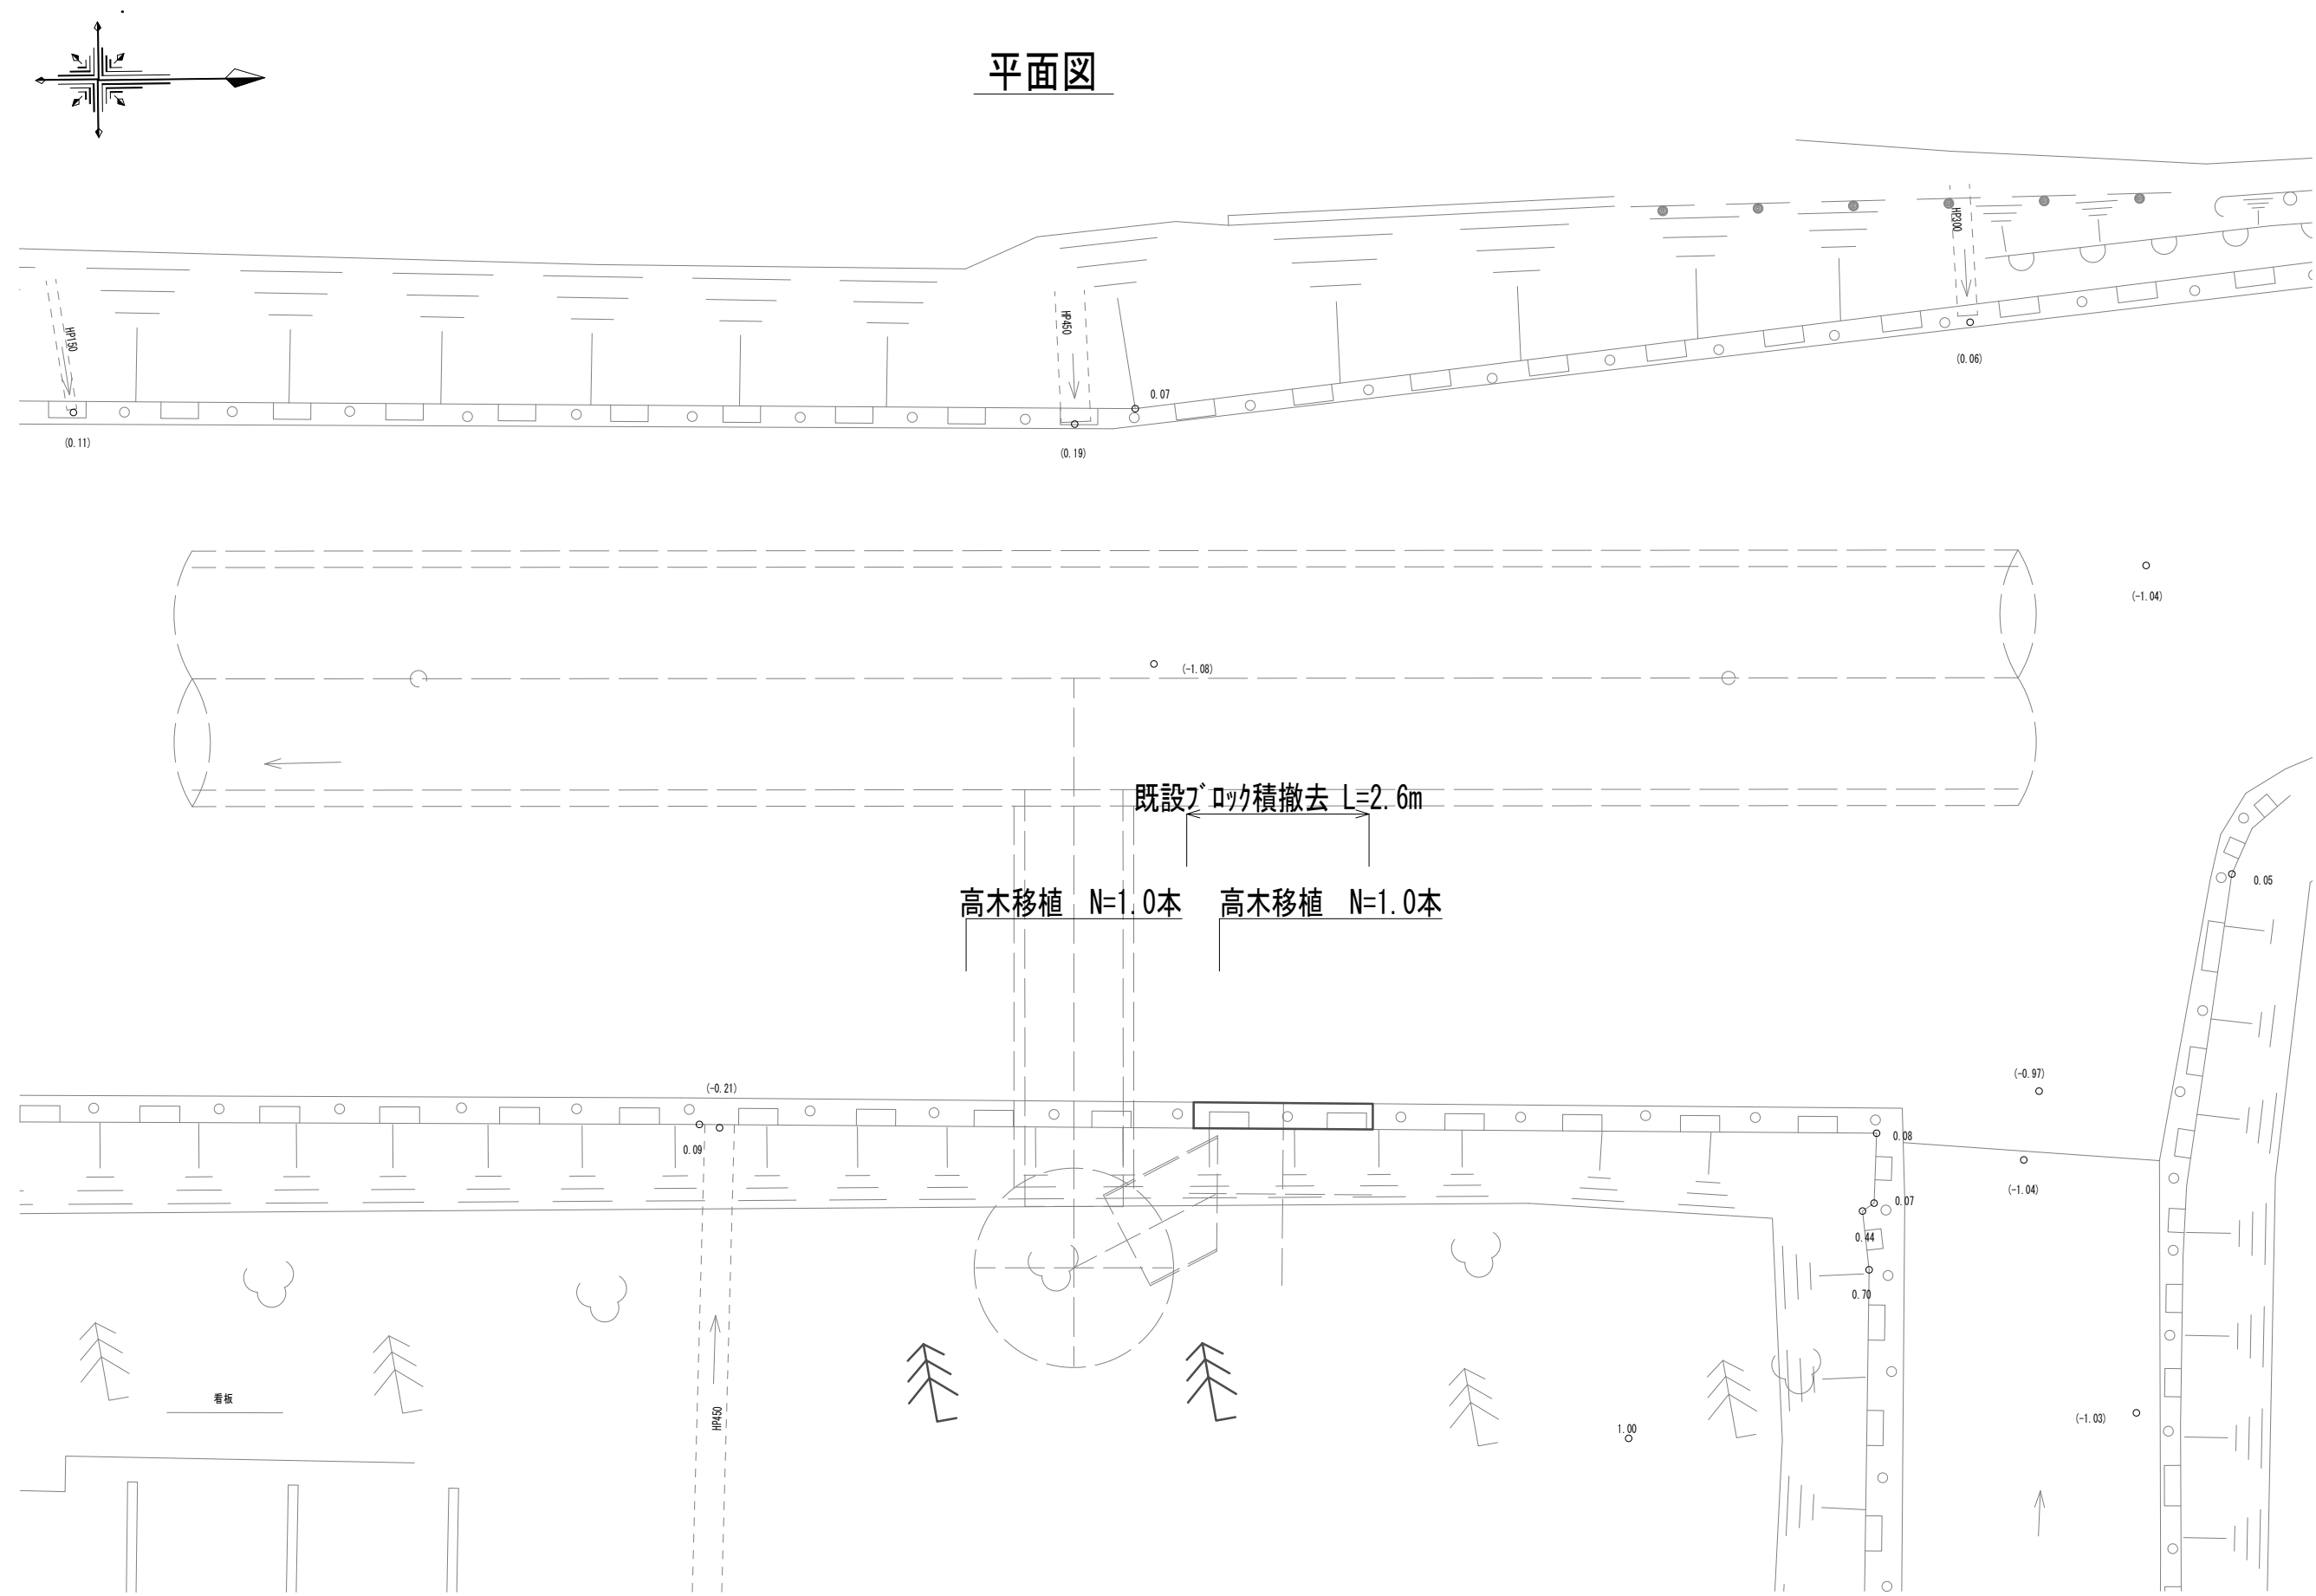 平面図
HP300
HP450
HP150
(0.06)
0.07
(0.11)
(0.19)
(-1.04)
(-1.08)
既設ブロック積撤去 L=2.6m
0.05
高木移植 N=1.0本
高木移植 N=1.0本
(-0.97)
(-0.21)
0.08
0.09
(-1.04)
0.07
0.44
0.70
看板
HP450
(-1.03)
1.00